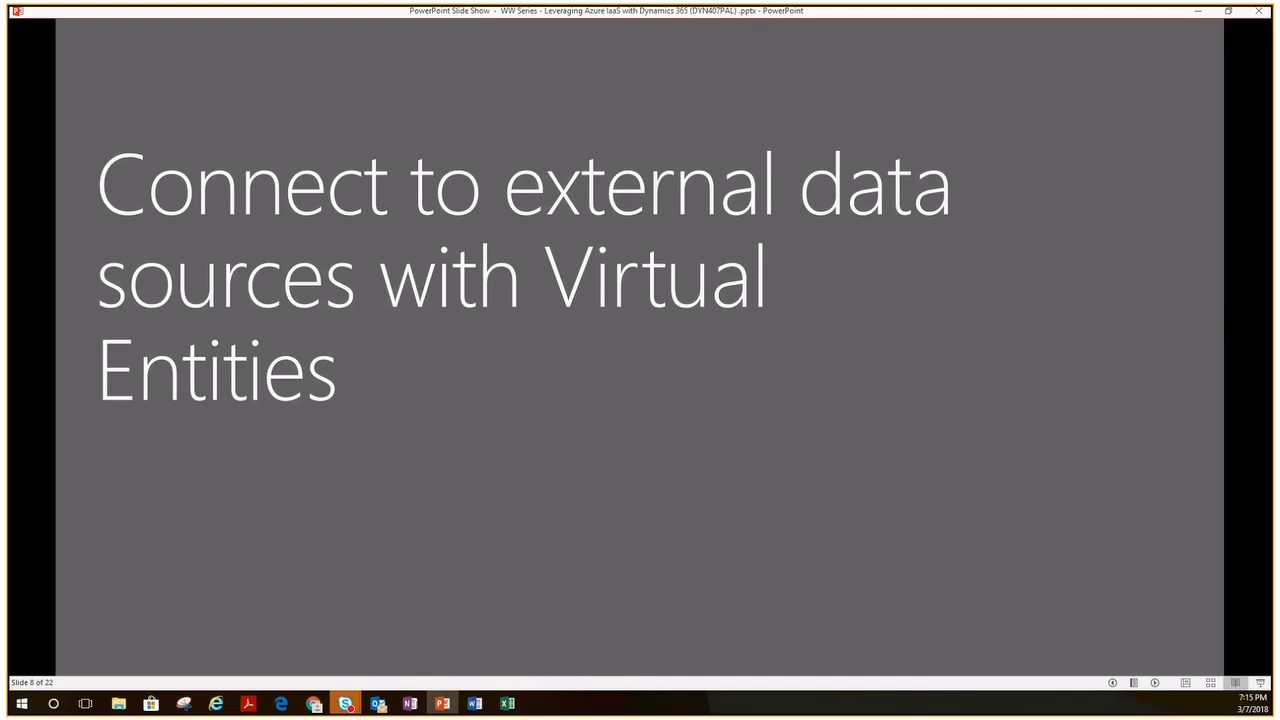 PowerPoint Slide Show - WW Series - Leveraging Azure IaaS with Dynamics 365 (DYN407PAL) .pptx - PowerPoint
Connect to external data
sources with Virtual
Entities
Slide 8 of 22
7:15 PM
3/7/2018